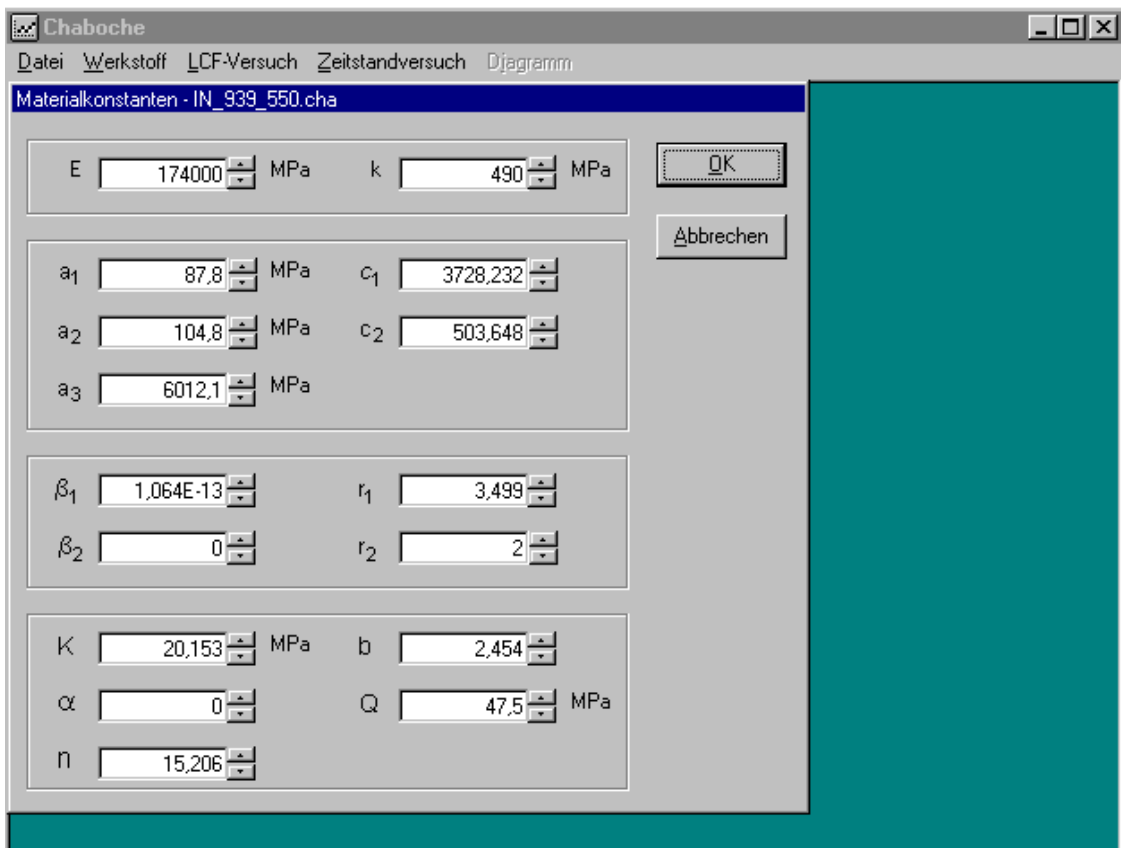 Chaboche
Datei Werkstoff LCF-Versuch Zeitstandversuch Diagramm
Materialkonstanten - IN_939_550.cha
E 174000 MPa k 490 MPa OK
Abbrechen
a1 87,8 MPa c1 3728,232
a2 104,8 MPa c2 503,648
a3 6012,1 MPa
β1 1,064E-13 r1 3,499
β2 0 r2 2
K 20,153 MPa b 2,454
α 0 Q 47,5 MPa
n 15,206